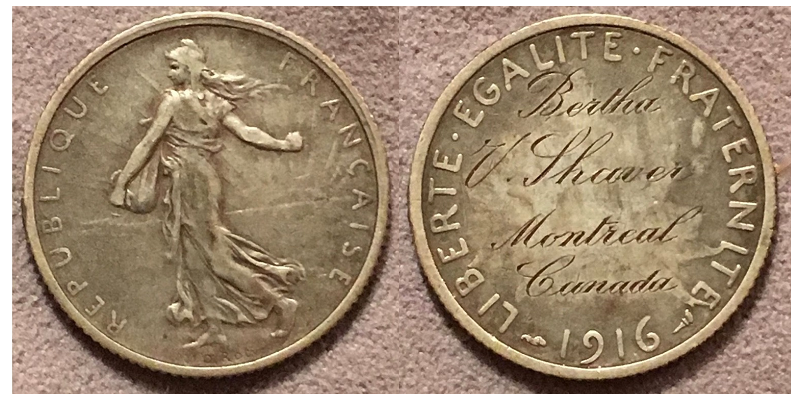 REPUBLIQUE FRANÇAISE
LIBERTE · EGALITE · FRATERNITE
Bertha
V. Shaver
Montreal
Canada
1916